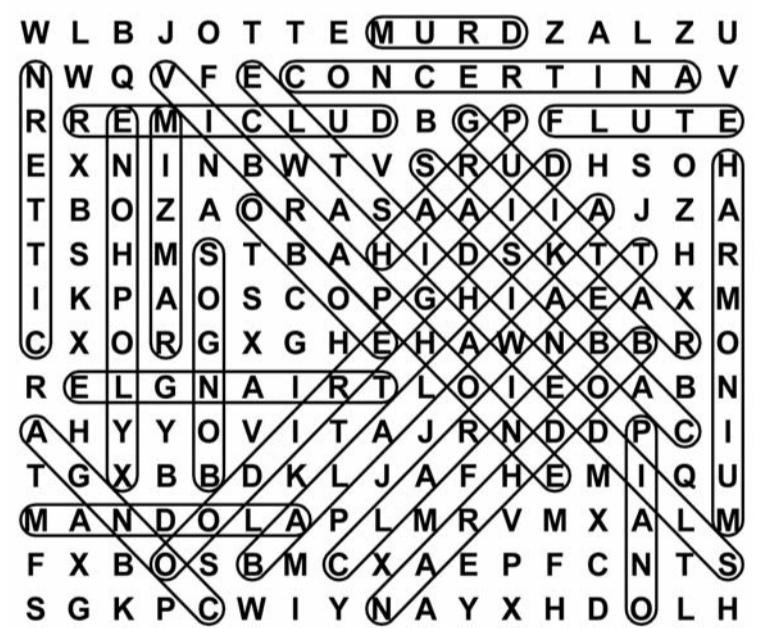 W L B J O T T E M U R D Z A L Z U
N W Q V F E C O N C E R T I N A V
R R E M I C L U D B G P F L U T E
E X N I N B W T V S R U D H S O H
T B O Z A O R A S A A I I A J Z A
T S H M S T B A H I D S K T T H R
I K P A O S C O P G H I A E A X M
C X O R G X G H E H A W N B B R O
R E L G N A I R T L O I E O A B N
A H Y Y O V I T A J R N D D P C I
T G X B B D K L J A F H E M I Q U
M A N D O L A P L M R V M X A L M
F X B O S B M C X A E P F C N T S
S G K P C W I Y N A Y X H D O L H